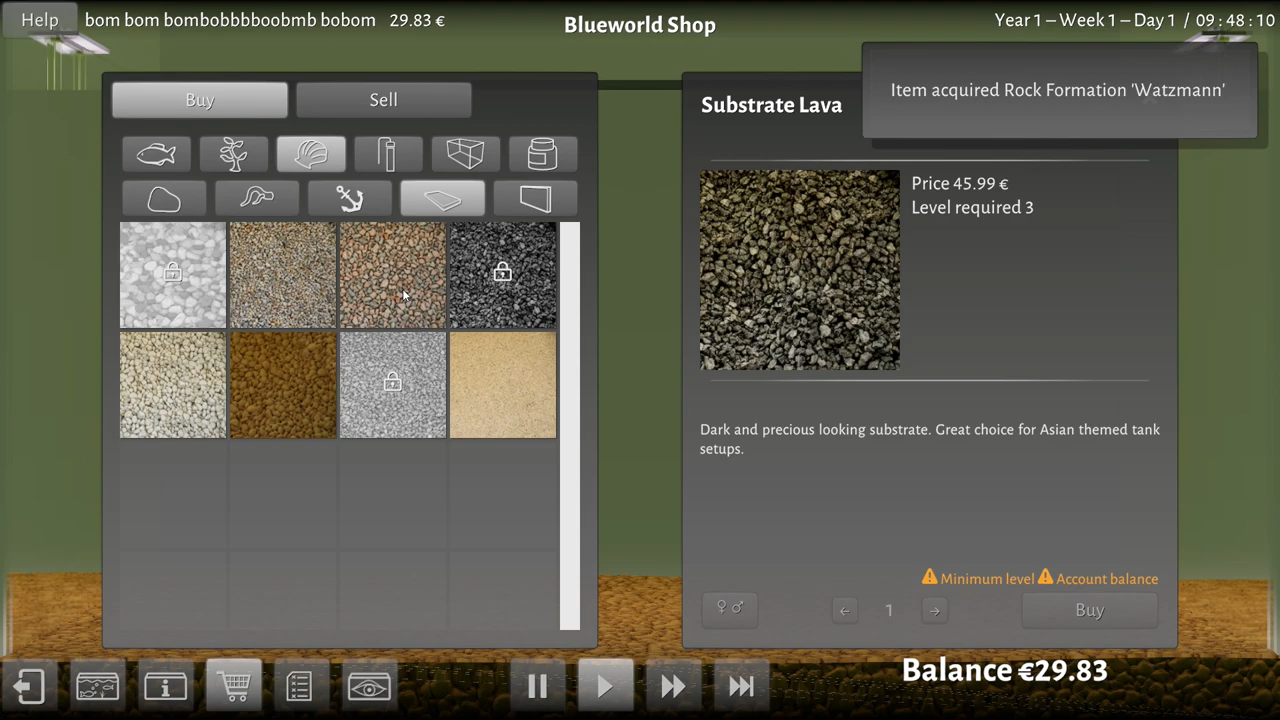 Help
bom bom bombobbbboobmb bobom 29.83 €
Blueworld Shop
Year 1 – Week 1 – Day 1 / 09 : 48 : 10
Item acquired Rock Formation 'Watzmann'
Buy
Sell
Substrate Lava
Price 45.99 €
Level required 3
Dark and precious looking substrate. Great choice for Asian themed tank
setups.
Minimum level
Account balance
1
Buy
Balance €29.83